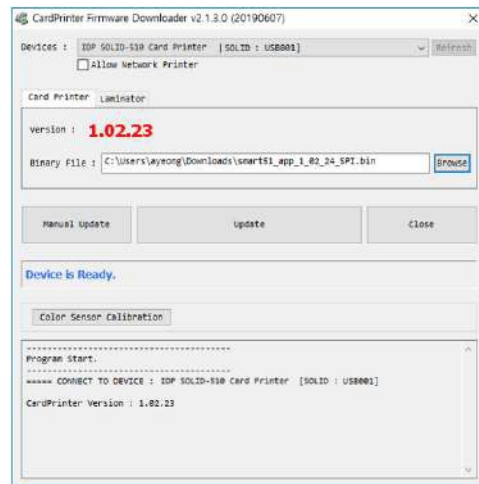 CardPrinter Firmware Downloader v2.1.3.0 (20190607)
Devices : IDP SOLID-510 Card Printer [SOLID : USB001] Refresh
Allow Network Printer
Card Printer Laminator
Version : 1.02.23
Binary File : C:\Users\ayeong\Downloads\smart51_app_1_02_24_SPI.bin Browse
Manual Update Update Close
Device is Ready.
Color Sensor Calibration
----------------------------------------
Program Start.
----------------------------------------
===== CONNECT TO DEVICE : IDP SOLID-510 Card Printer [SOLID : USB001]
CardPrinter Version : 1.02.23